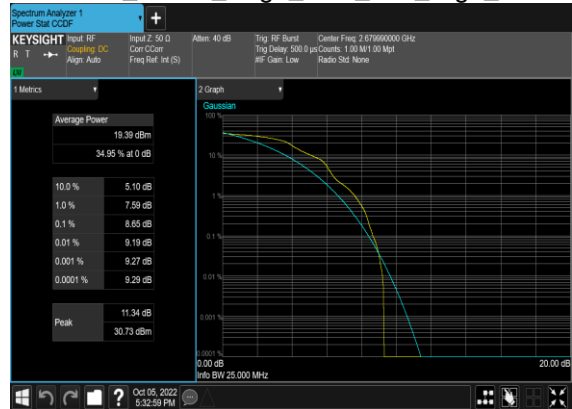 Spectrum Analyzer 1
Power Stat CCDF
KEYSIGHT
R T
LW
Input: RF
Coupling: DC
Align: Auto
Input Z: 50 Ω
Corr CCorr
Freq Ref: Int (S)
Atten: 40 dB
Trig: RF Burst
Trig Delay: 500.0 µs
#IF Gain: Low
Center Freq: 2.679990000 GHz
Counts: 1.00 M/1.00 Mpt
Radio Std: None
1 Metrics
Average Power
19.39 dBm
34.95 % at 0 dB
10.0 % 5.10 dB
1.0 % 7.59 dB
0.1 % 8.65 dB
0.01 % 9.19 dB
0.001 % 9.27 dB
0.0001 % 9.29 dB
Peak
11.34 dB
30.73 dBm
2 Graph
Gaussian
100 %
10 %
1 %
0.1 %
0.01 %
0.001 %
0.0001 %
0.00 dB
20.00 dB
Info BW 25.000 MHz
Oct 05, 2022
5:32:59 PM